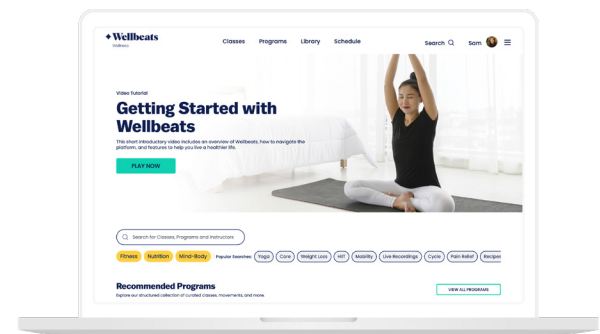 Wellbeats
Wellness
Classes Programs Library Schedule Search Sam
Video Tutorial
Getting Started with
Wellbeats
This short introductory video includes an overview of Wellbeats, how to navigate the
platform, and features to help you live a healthier life.
PLAY NOW
Search for Classes, Programs and Instructors
Fitness Nutrition Mind-Body Popular Searches: Yoga Core Weight Loss HIIT Mobility Live Recordings Cycle Pain Relief Recipes
Recommended Programs
Explore our structured collection of curated classes, movements, and more.
VIEW ALL PROGRAMS